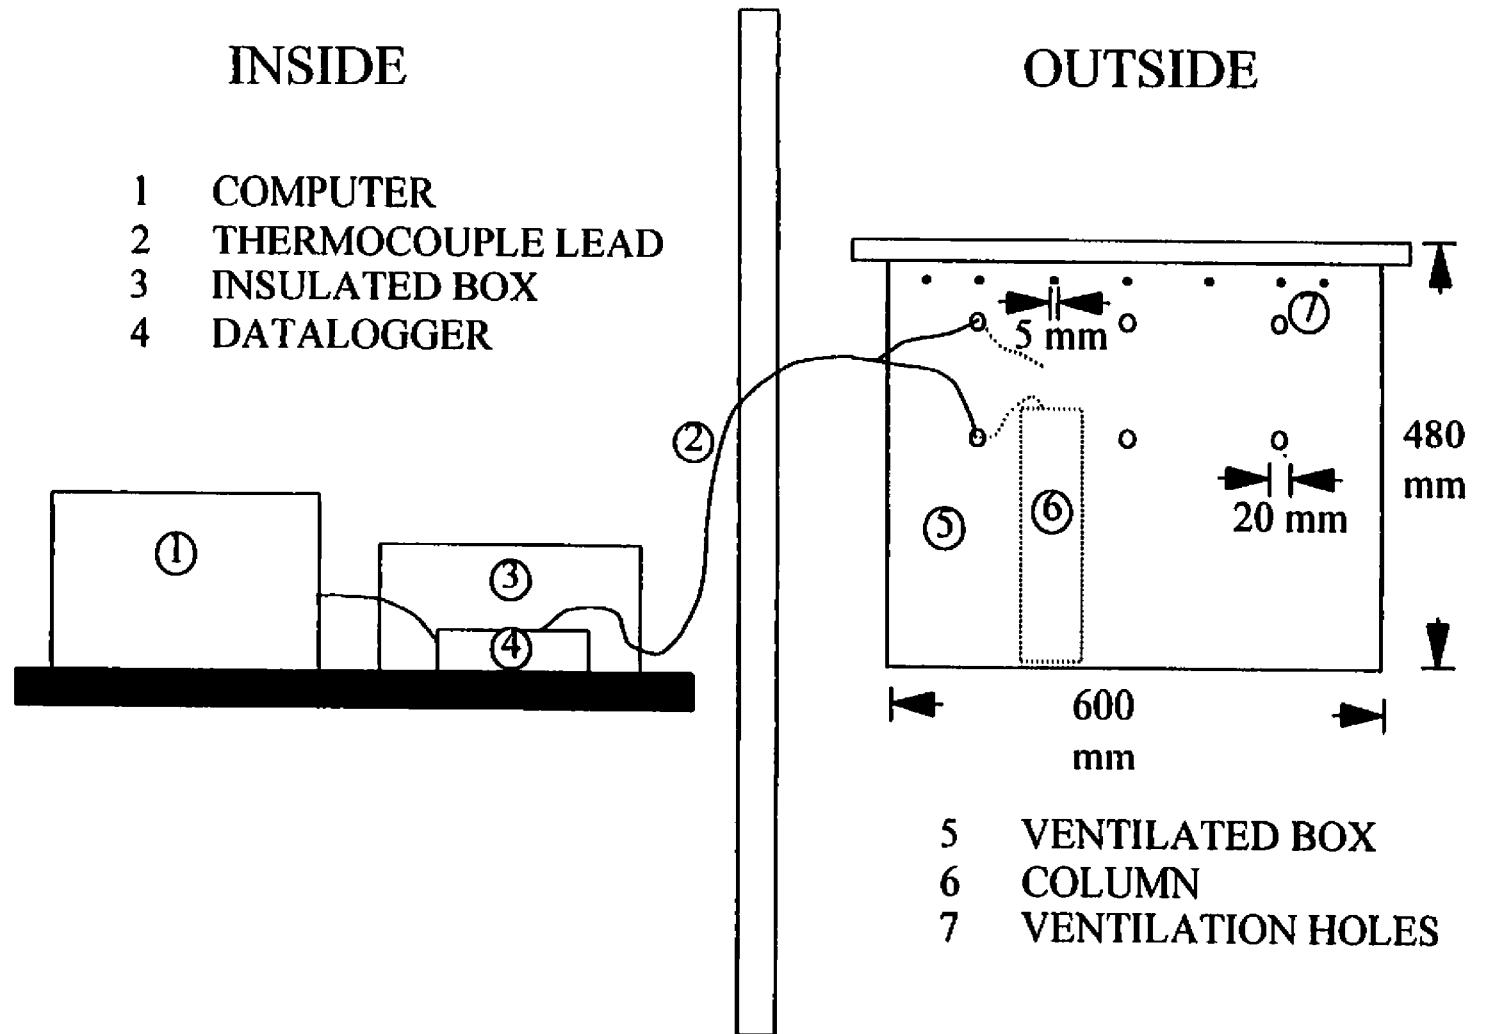 INSIDE
OUTSIDE
1 COMPUTER
2 THERMOCOUPLE LEAD
3 INSULATED BOX
4 DATALOGGER
7
5 mm
2
480
mm
20 mm
1
3
4
5
6
600
mm
5 VENTILATED BOX
6 COLUMN
7 VENTILATION HOLES